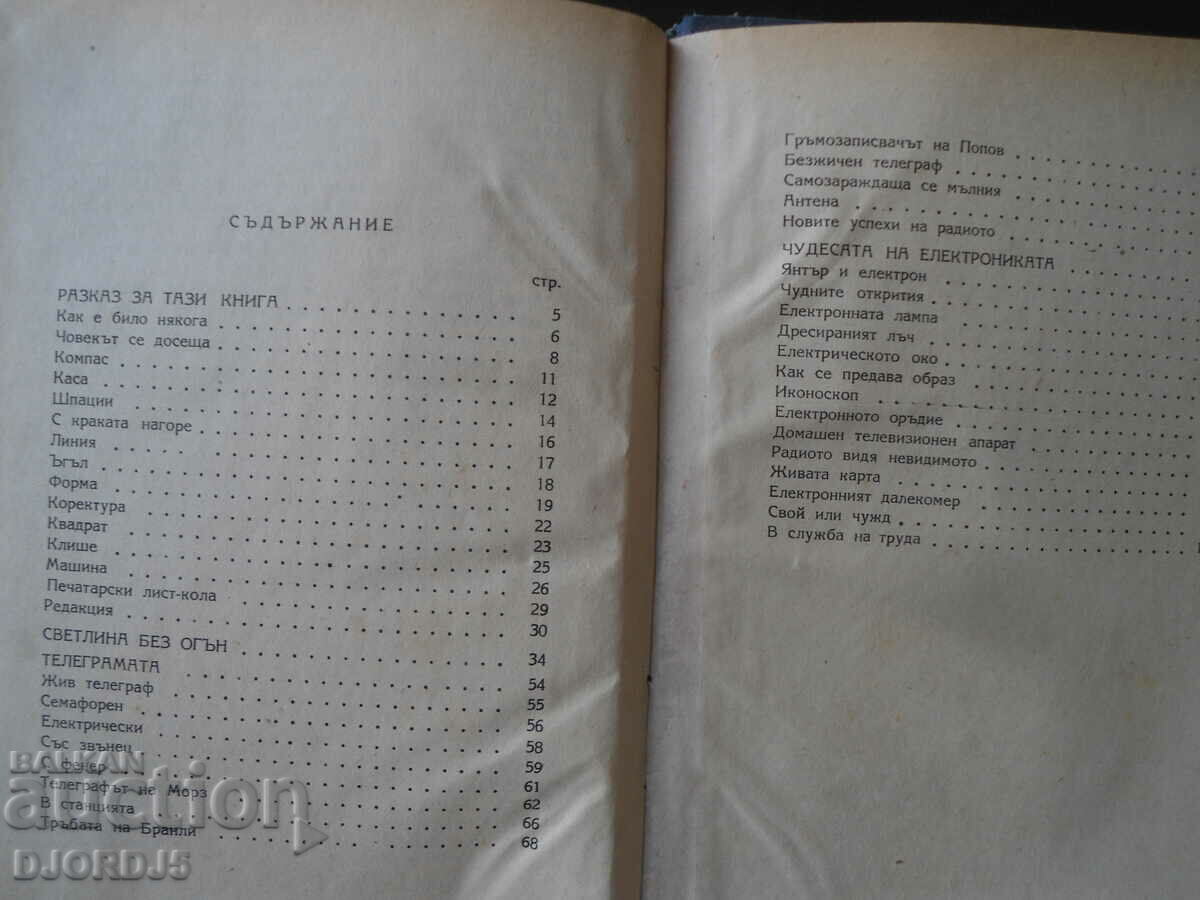 СЪДЪРЖАНИЕ
стр.
РАЗКАЗ ЗА ТАЗИ КНИГА 5
Как е било някога 6
Човекът се досеща 8
Компас 11
Каса 12
Шпации 14
С краката нагоре 16
Линия 17
Ъгъл 18
Форма 19
Коректура 22
Квадрат 23
Клише 25
Машина 26
Печатарски лист-кола 29
Редакция 30
СВЕТЛИНА БЕЗ ОГЪН 34
ТЕЛЕГРАМАТА 54
Жив телеграф 55
Семафорен 56
Електрически 58
Със звънец 59
С фенер 61
Телеграфът не Морз 62
В станцията 66
Тръбата на Бранли 68
Гръмозаписвачът на Попов
Безжичен телеграф
Самозараждаща се мълния
Антена
Новите успехи на радиото
ЧУДЕСАТА НА ЕЛЕКТРОНИКАТА
Янтър и електрон
Чудните открития
Електронната лампа
Дресираният лъч
Електрическото око
Как се предава образ
Иконоскоп
Електронното оръдие
Домашен телевизионен апарат
Радиото видя невидимото
Живата карта
Електронният далекомер
Свой или чужд
В служба на труда
BALKAN
auction
DJORDJ5